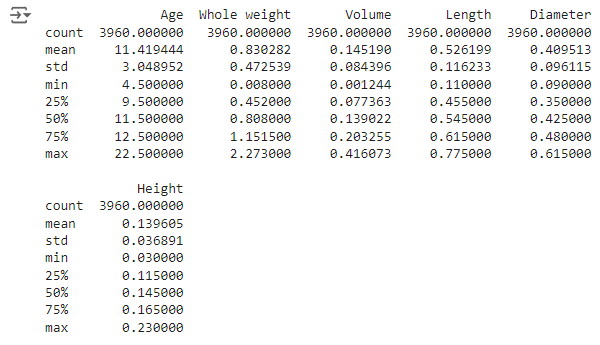 Age Whole weight Volume Length Diameter
count 3960.000000 3960.000000 3960.000000 3960.000000 3960.000000
mean 11.419444 0.830282 0.145190 0.526199 0.409513
std 3.048952 0.472539 0.084396 0.116233 0.096115
min 4.500000 0.008000 0.001244 0.110000 0.090000
25% 9.500000 0.452000 0.077363 0.455000 0.350000
50% 11.500000 0.808000 0.139022 0.545000 0.425000
75% 12.500000 1.151500 0.203255 0.615000 0.480000
max 22.500000 2.273000 0.416073 0.775000 0.615000
Height
count 3960.000000
mean 0.139605
std 0.036891
min 0.030000
25% 0.115000
50% 0.145000
75% 0.165000
max 0.230000